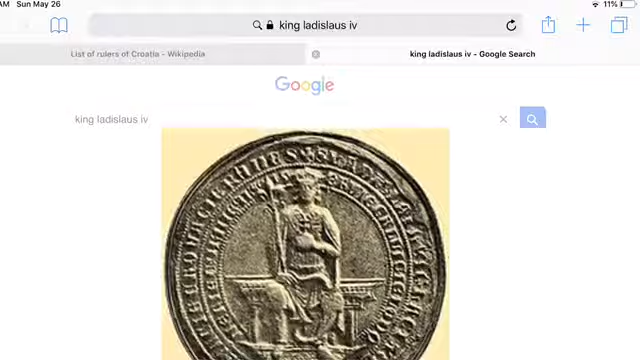 AM Sun May 26 11%
king ladislaus iv
List of rulers of Croatia - Wikipedia
king ladislaus iv - Google Search
Google
king ladislaus iv